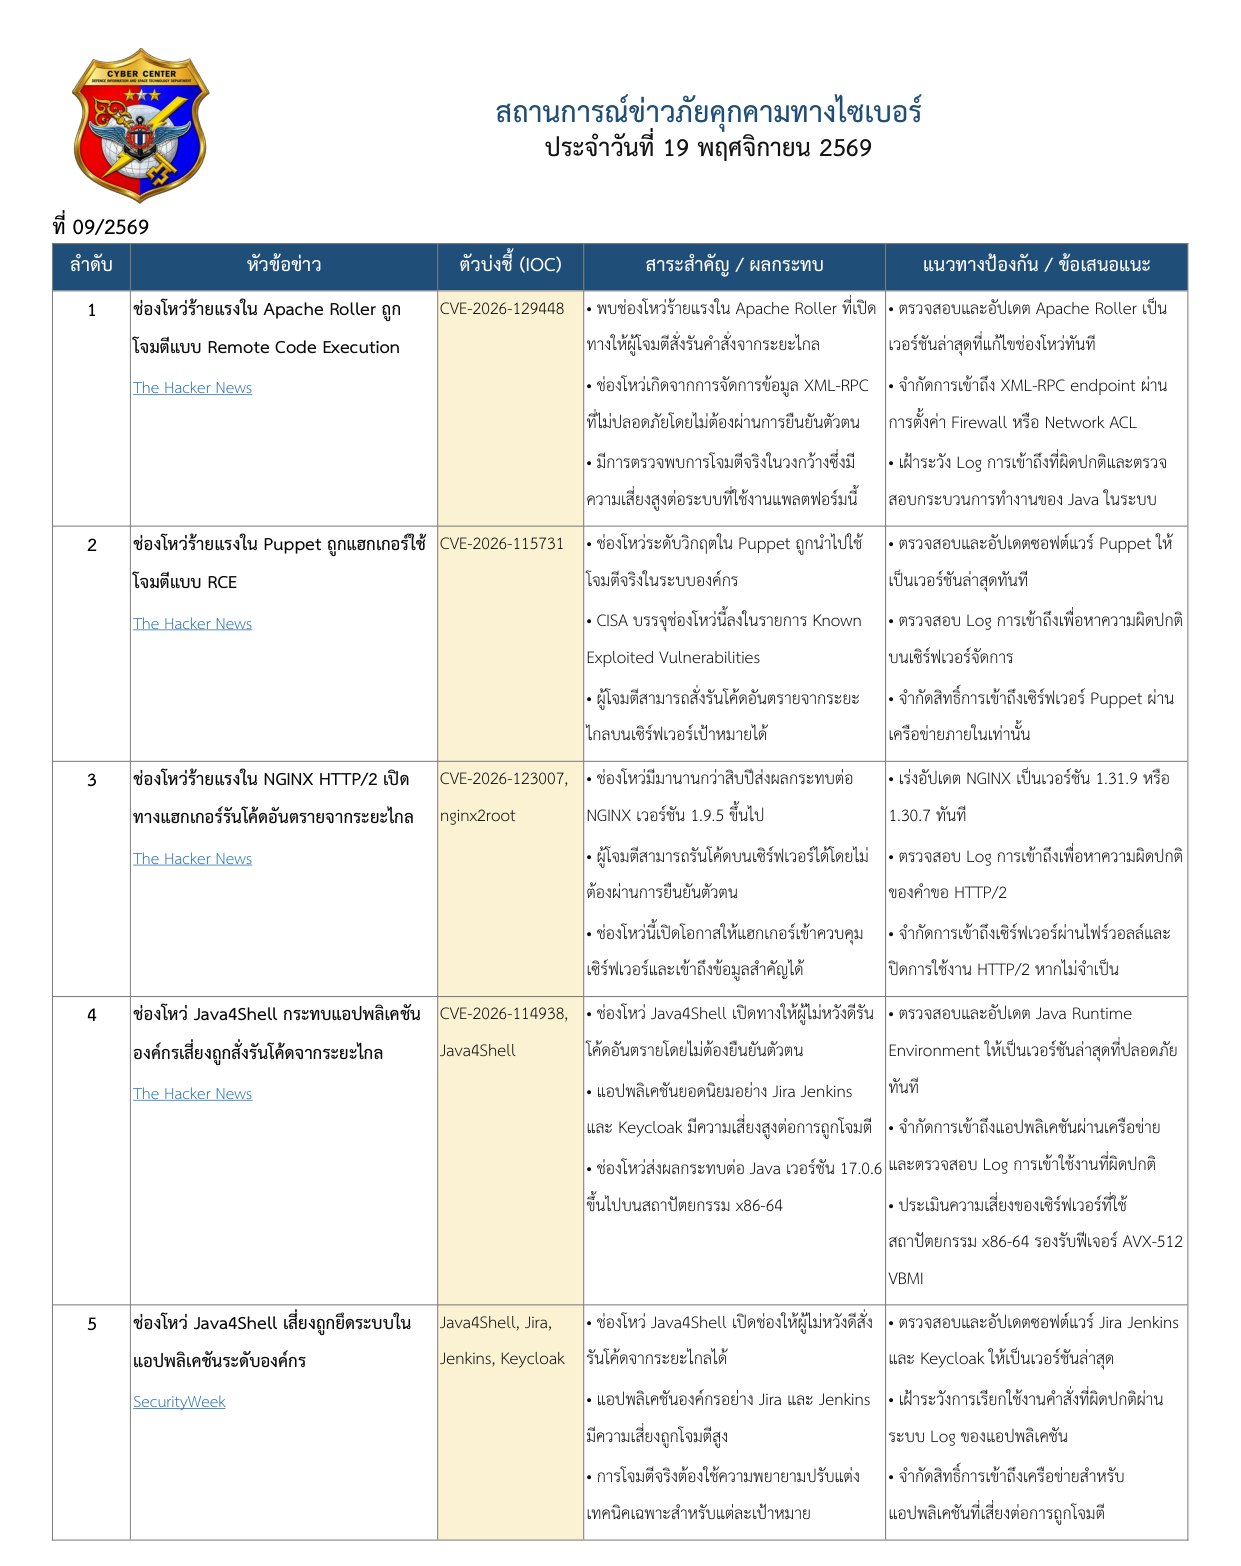 CYBER CENTER
DEFENCE INFORMATION AND SPACE TECHNOLOGY DEPARTMENT
สถานการณ์ข่าวภัยคุกคามทางไซเบอร์
ประจำวันที่ 19 พฤศจิกายน 2569
ที่ 09/2569
ลำดับ
หัวข้อข่าว
ตัวบ่งชี้ (IOC)
สาระสำคัญ / ผลกระทบ
แนวทางป้องกัน / ข้อเสนอแนะ
1
ช่องโหว่ร้ายแรงใน Apache Roller ถูก
โจมตีแบบ Remote Code Execution
The Hacker News
CVE-2026-129448
• พบช่องโหว่ร้ายแรงใน Apache Roller ที่เปิด
ทางให้ผู้โจมตีสั่งรันคำสั่งจากระยะไกล
• ช่องโหว่เกิดจากการจัดการข้อมูล XML-RPC
ที่ไม่ปลอดภัยโดยไม่ต้องผ่านการยืนยันตัวตน
• มีการตรวจพบการโจมตีจริงในวงกว้างซึ่งมี
ความเสี่ยงสูงต่อระบบที่ใช้งานแพลตฟอร์มนี้
• ตรวจสอบและอัปเดต Apache Roller เป็น
เวอร์ชันล่าสุดที่แก้ไขช่องโหว่ทันที
• จำกัดการเข้าถึง XML-RPC endpoint ผ่าน
การตั้งค่า Firewall หรือ Network ACL
• เฝ้าระวัง Log การเข้าถึงที่ผิดปกติและตรวจ
สอบกระบวนการทำงานของ Java ในระบบ
2
ช่องโหว่ร้ายแรงใน Puppet ถูกแฮกเกอร์ใช้
โจมตีแบบ RCE
The Hacker News
CVE-2026-115731
• ช่องโหว่ระดับวิกฤตใน Puppet ถูกนำไปใช้
โจมตีจริงในระบบองค์กร
• CISA บรรจุช่องโหว่นี้ลงในรายการ Known
Exploited Vulnerabilities
• ผู้โจมตีสามารถสั่งรันโค้ดอันตรายจากระยะ
ไกลบนเซิร์ฟเวอร์เป้าหมายได้
• ตรวจสอบและอัปเดตซอฟต์แวร์ Puppet ให้
เป็นเวอร์ชันล่าสุดทันที
• ตรวจสอบ Log การเข้าถึงเพื่อหาความผิดปกติ
บนเซิร์ฟเวอร์จัดการ
• จำกัดสิทธิ์การเข้าถึงเซิร์ฟเวอร์ Puppet ผ่าน
เครือข่ายภายในเท่านั้น
3
ช่องโหว่ร้ายแรงใน NGINX HTTP/2 เปิด
ทางแฮกเกอร์รันโค้ดอันตรายจากระยะไกล
The Hacker News
CVE-2026-123007,
nginx2root
• ช่องโหว่มีมานานกว่าสิบปีส่งผลกระทบต่อ
NGINX เวอร์ชัน 1.9.5 ขึ้นไป
• ผู้โจมตีสามารถรันโค้ดบนเซิร์ฟเวอร์ได้โดยไม่
ต้องผ่านการยืนยันตัวตน
• ช่องโหว่นี้เปิดโอกาสให้แฮกเกอร์เข้าควบคุม
เซิร์ฟเวอร์และเข้าถึงข้อมูลสำคัญได้
• เร่งอัปเดต NGINX เป็นเวอร์ชัน 1.31.9 หรือ
1.30.7 ทันที
• ตรวจสอบ Log การเข้าถึงเพื่อหาความผิดปกติ
ของคำขอ HTTP/2
• จำกัดการเข้าถึงเซิร์ฟเวอร์ผ่านไฟร์วอลล์และ
ปิดการใช้งาน HTTP/2 หากไม่จำเป็น
4
ช่องโหว่ Java4Shell กระทบแอปพลิเคชัน
องค์กรเสี่ยงถูกสั่งรันโค้ดจากระยะไกล
The Hacker News
CVE-2026-114938,
Java4Shell
• ช่องโหว่ Java4Shell เปิดทางให้ผู้ไม่หวังดีรัน
โค้ดอันตรายโดยไม่ต้องยืนยันตัวตน
• แอปพลิเคชันยอดนิยมอย่าง Jira Jenkins
และ Keycloak มีความเสี่ยงสูงต่อการถูกโจมตี
• ช่องโหว่ส่งผลกระทบต่อ Java เวอร์ชัน 17.0.6
ขึ้นไปบนสถาปัตยกรรม x86-64
• ตรวจสอบและอัปเดต Java Runtime
Environment ให้เป็นเวอร์ชันล่าสุดที่ปลอดภัย
ทันที
• จำกัดการเข้าถึงแอปพลิเคชันผ่านเครือข่าย
และตรวจสอบ Log การเข้าใช้งานที่ผิดปกติ
• ประเมินความเสี่ยงของเซิร์ฟเวอร์ที่ใช้
สถาปัตยกรรม x86-64 รองรับฟีเจอร์ AVX-512
VBMI
5
ช่องโหว่ Java4Shell เสี่ยงถูกยึดระบบใน
แอปพลิเคชันระดับองค์กร
SecurityWeek
Java4Shell, Jira,
Jenkins, Keycloak
• ช่องโหว่ Java4Shell เปิดช่องให้ผู้ไม่หวังดีสั่ง
รันโค้ดจากระยะไกลได้
• แอปพลิเคชันองค์กรอย่าง Jira และ Jenkins
มีความเสี่ยงถูกโจมตีสูง
• การโจมตีจริงต้องใช้ความพยายามปรับแต่ง
เทคนิคเฉพาะสำหรับแต่ละเป้าหมาย
• ตรวจสอบและอัปเดตซอฟต์แวร์ Jira Jenkins
และ Keycloak ให้เป็นเวอร์ชันล่าสุด
• เฝ้าระวังการเรียกใช้งานคำสั่งที่ผิดปกติผ่าน
ระบบ Log ของแอปพลิเคชัน
• จำกัดสิทธิ์การเข้าถึงเครือข่ายสำหรับ
แอปพลิเคชันที่เสี่ยงต่อการถูกโจมตี